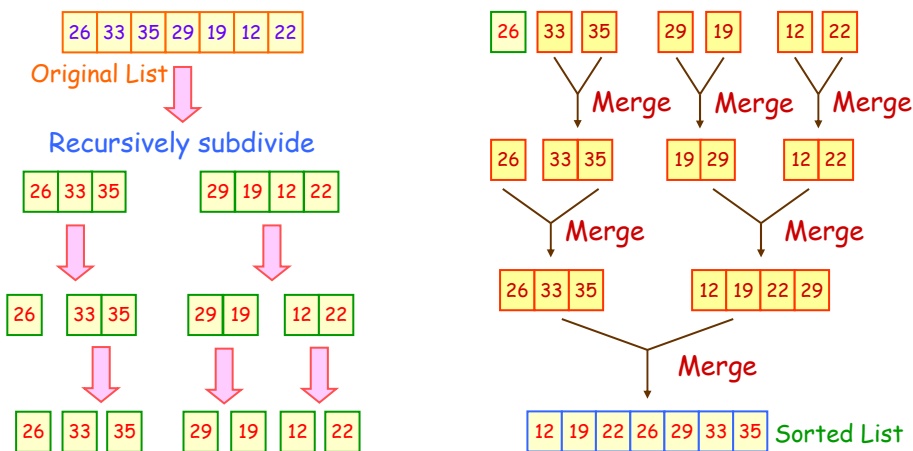 26 33 35 29 19 12 22
Original List
Recursively subdivide
26 33 35
29 19 12 22
26
33 35
29 19
12 22
26
33
35
29
19
12
22
26
33
35
29
19
12
22
Merge
Merge
Merge
26
33 35
19 29
12 22
Merge
Merge
26 33 35
12 19 22 29
Merge
12 19 22 26 29 33 35
Sorted List